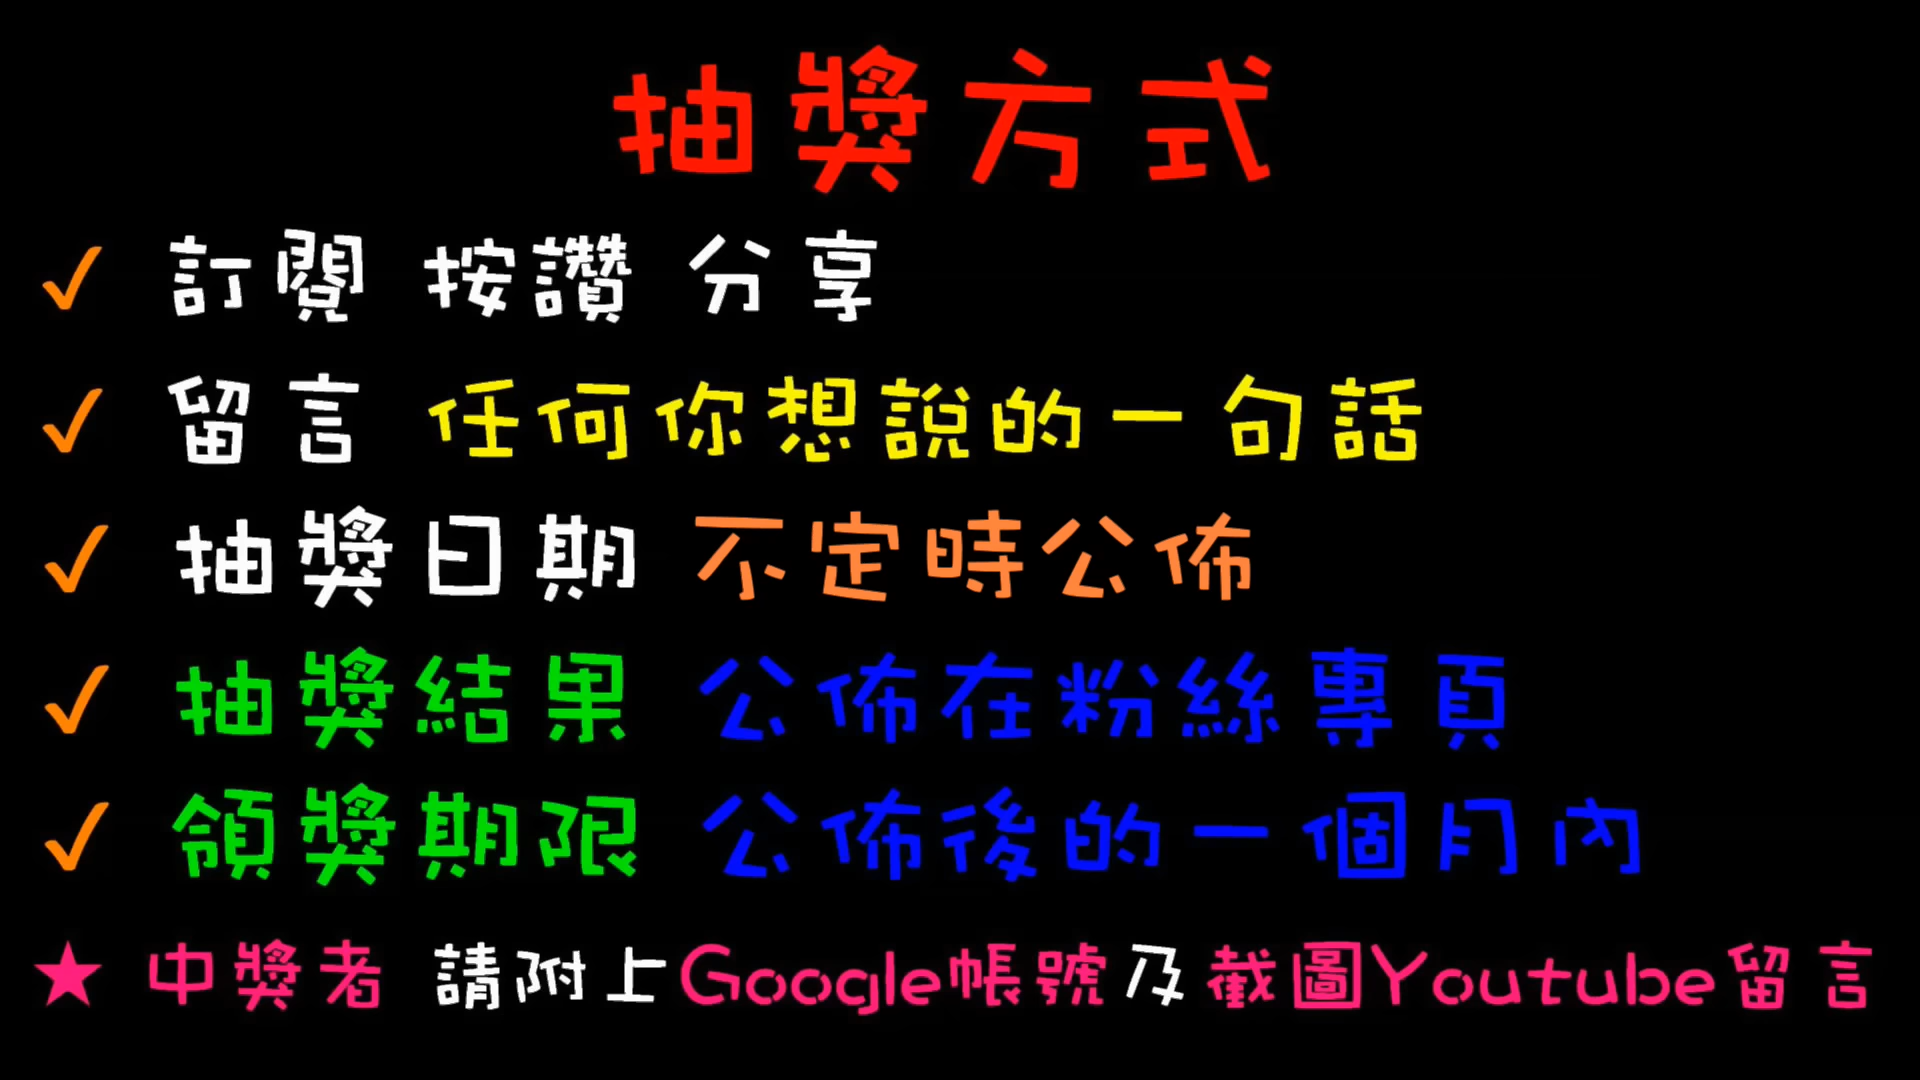 抽獎方式
✓ 訂閱 按讚 分享
✓ 留言 任何你想說的一句話
✓ 抽獎日期 不定時公佈
✓ 抽獎結果 公佈在粉絲專頁
✓ 領獎期限 公佈後的一個月內
★ 中獎者 請附上Google帳號及截圖Youtube留言